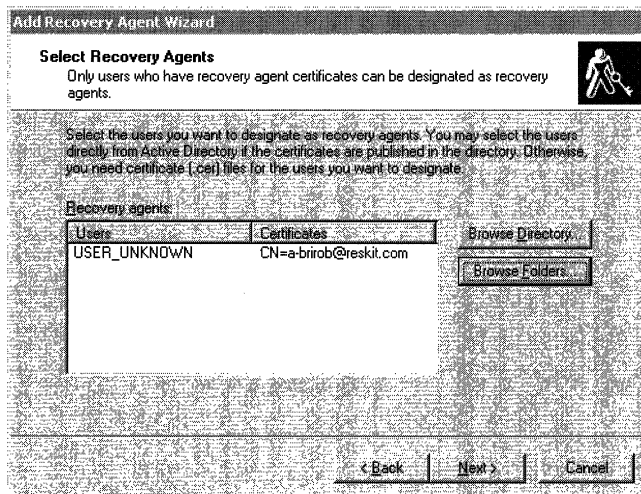 Add Recovery Agent Wizard
Select Recovery Agents
Only users who have recovery agent certificates can be designated as recovery
agents.
Select the users you want to designate as recovery agents. You may select the users
directly from Active Directory if the certificates are published in the directory. Otherwise,
you need certificate (.cer) files for the users you want to designate.
Recovery agents:
Users Certificates
USER_UNKNOWN CN=a-brirob@reskit.com
Browse Directory...
Browse Folders...
< Back Next > Cancel